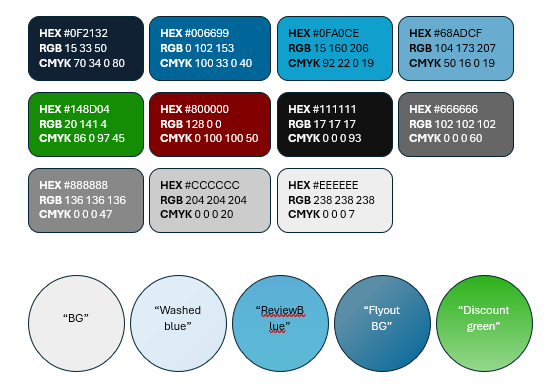 HEX #0F2132
RGB 15 33 50
CMYK 70 34 0 80
HEX #006699
RGB 0 102 153
CMYK 100 33 0 40
HEX #0FA0CE
RGB 15 160 206
CMYK 92 22 0 19
HEX #68ADCF
RGB 104 173 207
CMYK 50 16 0 19
HEX #148D04
RGB 20 141 4
CMYK 86 0 97 45
HEX #800000
RGB 128 0 0
CMYK 0 100 100 50
HEX #111111
RGB 17 17 17
CMYK 0 0 0 93
HEX #666666
RGB 102 102 102
CMYK 0 0 0 60
HEX #888888
RGB 136 136 136
CMYK 0 0 0 47
HEX #CCCCCC
RGB 204 204 204
CMYK 0 0 0 20
HEX #EEEEEE
RGB 238 238 238
CMYK 0 0 0 7
“BG”
“Washed
blue”
“ReviewB
lue”
“Flyout
BG”
“Discount
green”